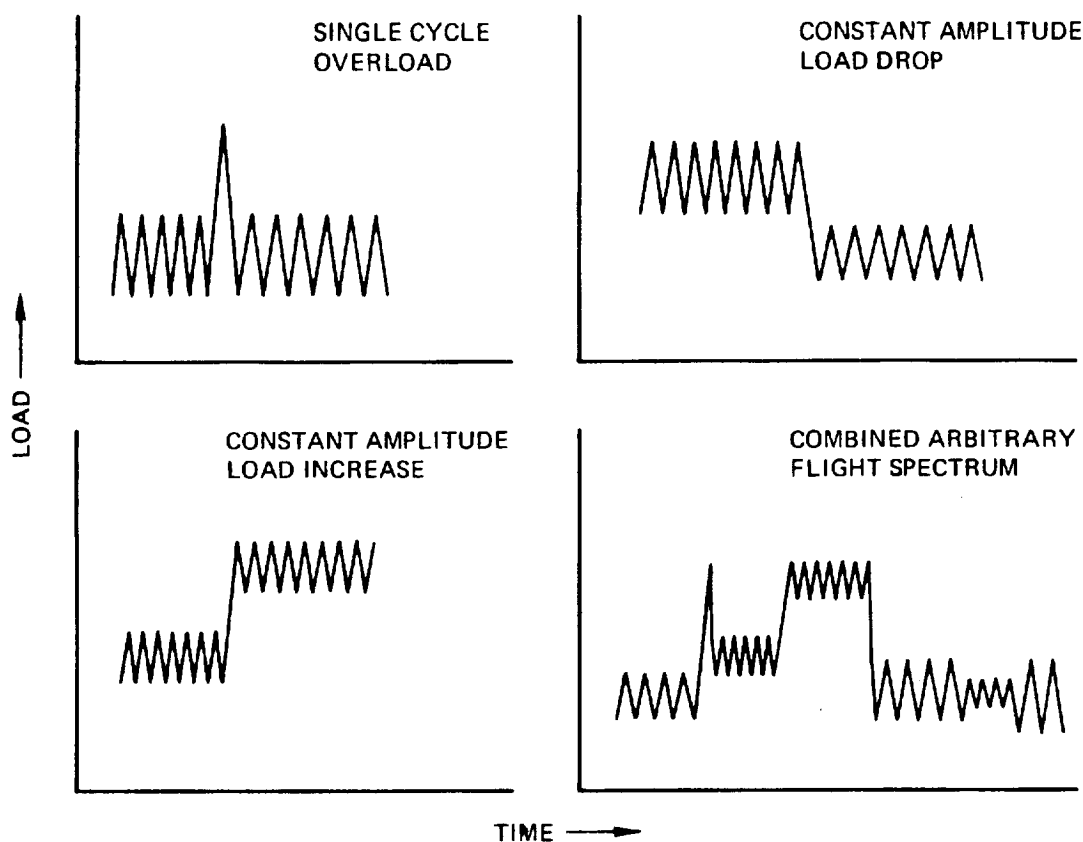 SINGLE CYCLE
OVERLOAD
CONSTANT AMPLITUDE
LOAD DROP
LOAD
CONSTANT AMPLITUDE
LOAD INCREASE
COMBINED ARBITRARY
FLIGHT SPECTRUM
TIME